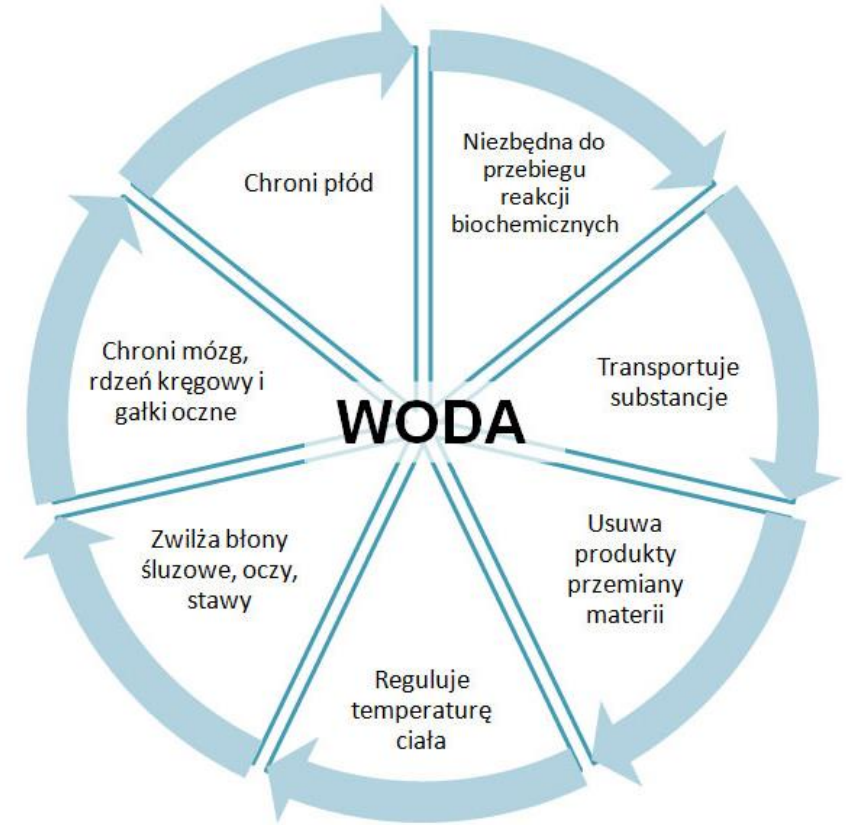 Niezbędna do
przebiegu
reakcji
biochemicznych
Transportuje
substancje
Usuwa
produkty
przemiany
materii
Reguluje
temperaturę
ciała
Zwilża błony
śluzowe, oczy,
stawy
Chroni mózg,
rdzeń kręgowy i
gałki oczne
Chroni płód
WODA